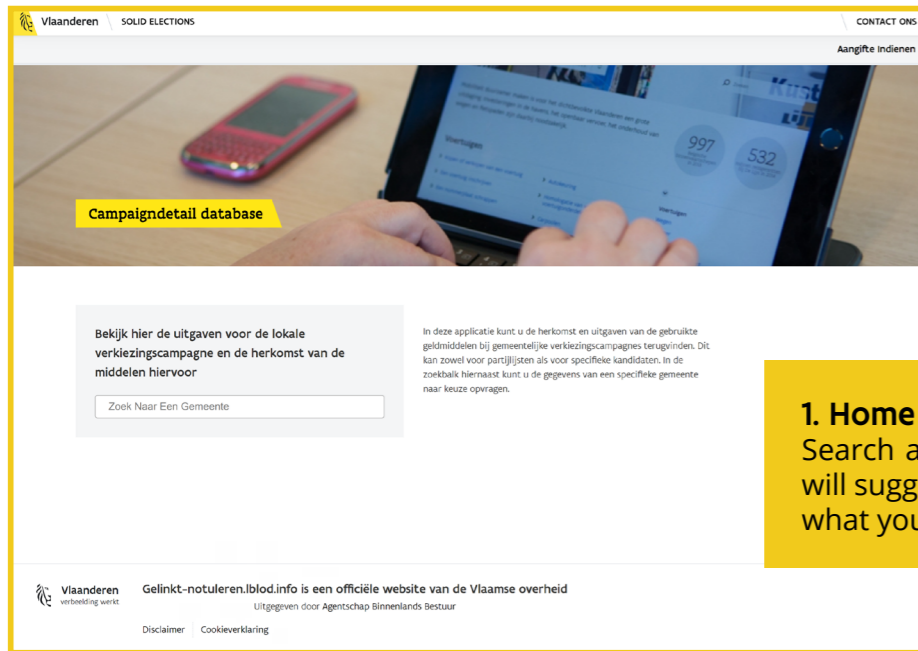 Vlaanderen
SOLID ELECTIONS
CONTACT ONS
Aangifte Indienen
Kust
997
532
Voertuigen
Voertuigen
Campaigndetail database
Bekijk hier de uitgaven voor de lokale
verkiezingscampagne en de herkomst van de
middelen hiervoor
Zoek Naar Een Gemeente
In deze applicatie kunt u de herkomst en uitgaven van de gebruikte
geldmiddelen bij gemeentelijke verkiezingscampagnes terugvinden. Dit
kan zowel voor partijlijsten als voor specifieke kandidaten. In de
zoekbalk hiernaast kunt u de gegevens van een specifieke gemeente
naar keuze opvragen.
1. Home
Search a
will sugg
what you
Vlaanderen
verbeelding werkt
Gelinkt-notuleren.lblod.info is een officiële website van de Vlaamse overheid
Uitgegeven door Agentschap Binnenlands Bestuur
Disclaimer
Cookieverklaring